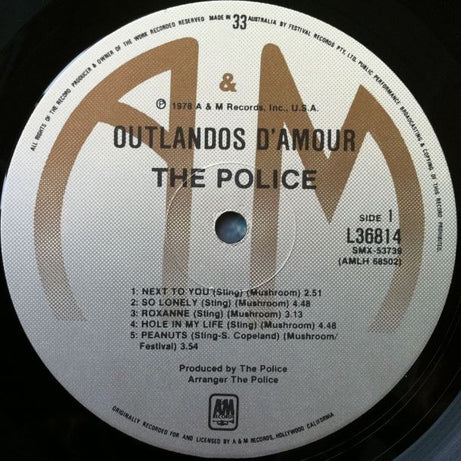 ALL RIGHTS OF THE RECORD PRODUCER & OWNER OF THE WORK RECORDED RESERVED MADE IN 33 AUSTRALIA BY FESTIVAL RECORDS PTY. LTD. PUBLIC PERFORMANCE BROADCASTING & COPYING OF THIS RECORD PROHIBITED
&
Ⓟ 1978 A & M Records, Inc., U.S.A.
AM
OUTLANDOS D'AMOUR
THE POLICE
SIDE 1
L36814
SMX-53739
(AMLH 68502)
1: NEXT TO YOU (Sting) (Mushroom) 2.51
2: SO LONELY (Sting) (Mushroom) 4.48
3: ROXANNE (Sting) (Mushroom) 3.13
4: HOLE IN MY LIFE (Sting) (Mushroom) 4.48
5: PEANUTS (Sting-S. Copeland) (Mushroom/
Festival) 3.54
Produced by The Police
Arranger The Police
AM
ORIGINALLY RECORDED FOR AND LICENSED BY A & M RECORDS, HOLLYWOOD CALIFORNIA